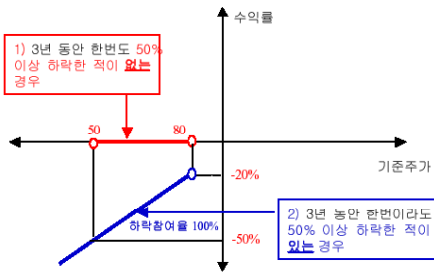 수익률
1) 3년 동안 한번도 50%
이상 하락한 적이 없는
경우
50
80
기준주가
-20%
하락참여율 100%
-50%
2) 3년 동안 한번이라도
50% 이상 하락한 적이
있는 경우